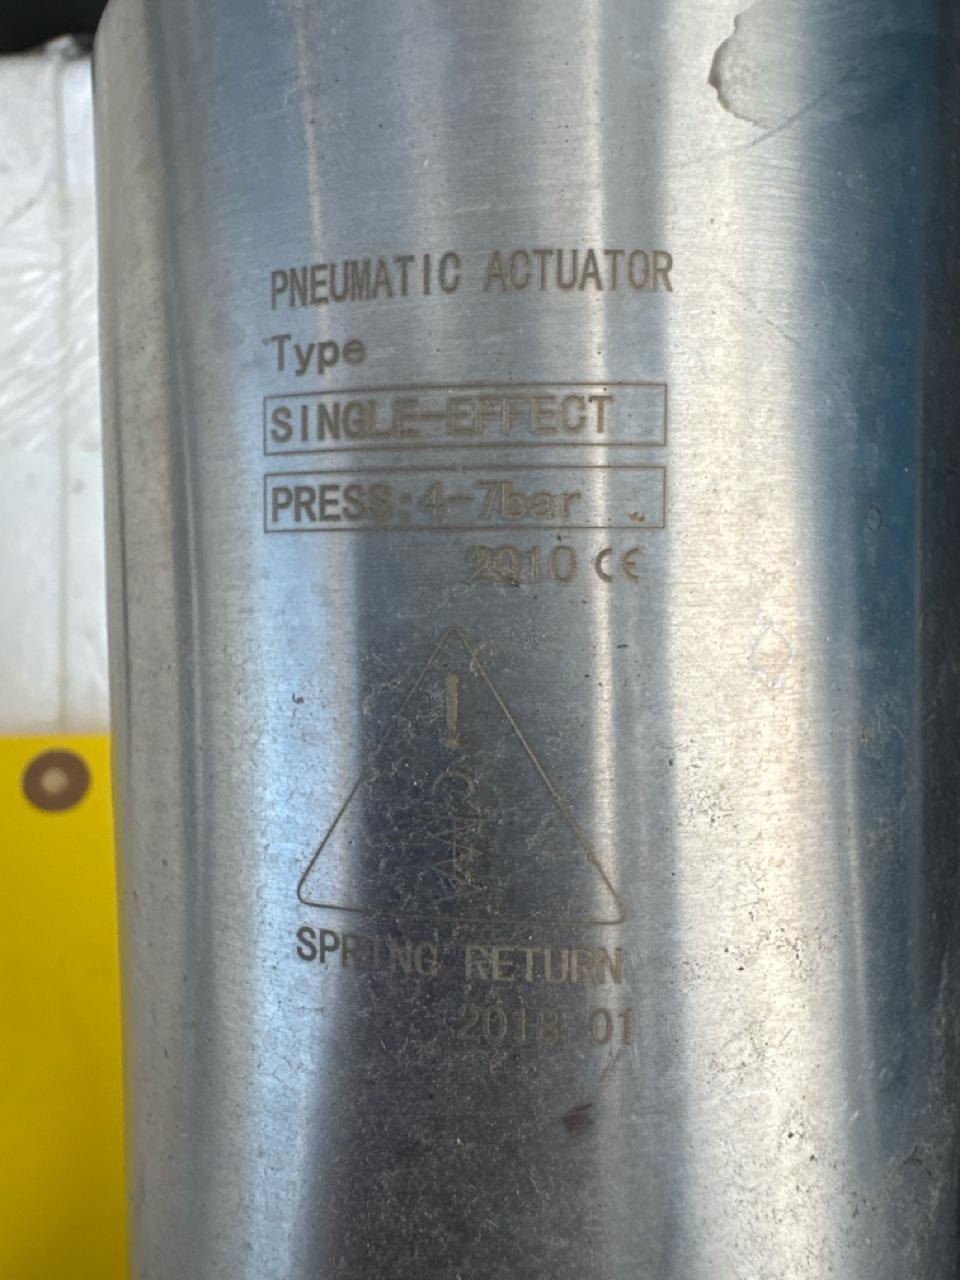 PNEUMATIC ACTUATOR
Type
SINGLE-EFFECT
PRESS:4-7bar
2010 CE
!
SPRING RETURN
2018 01